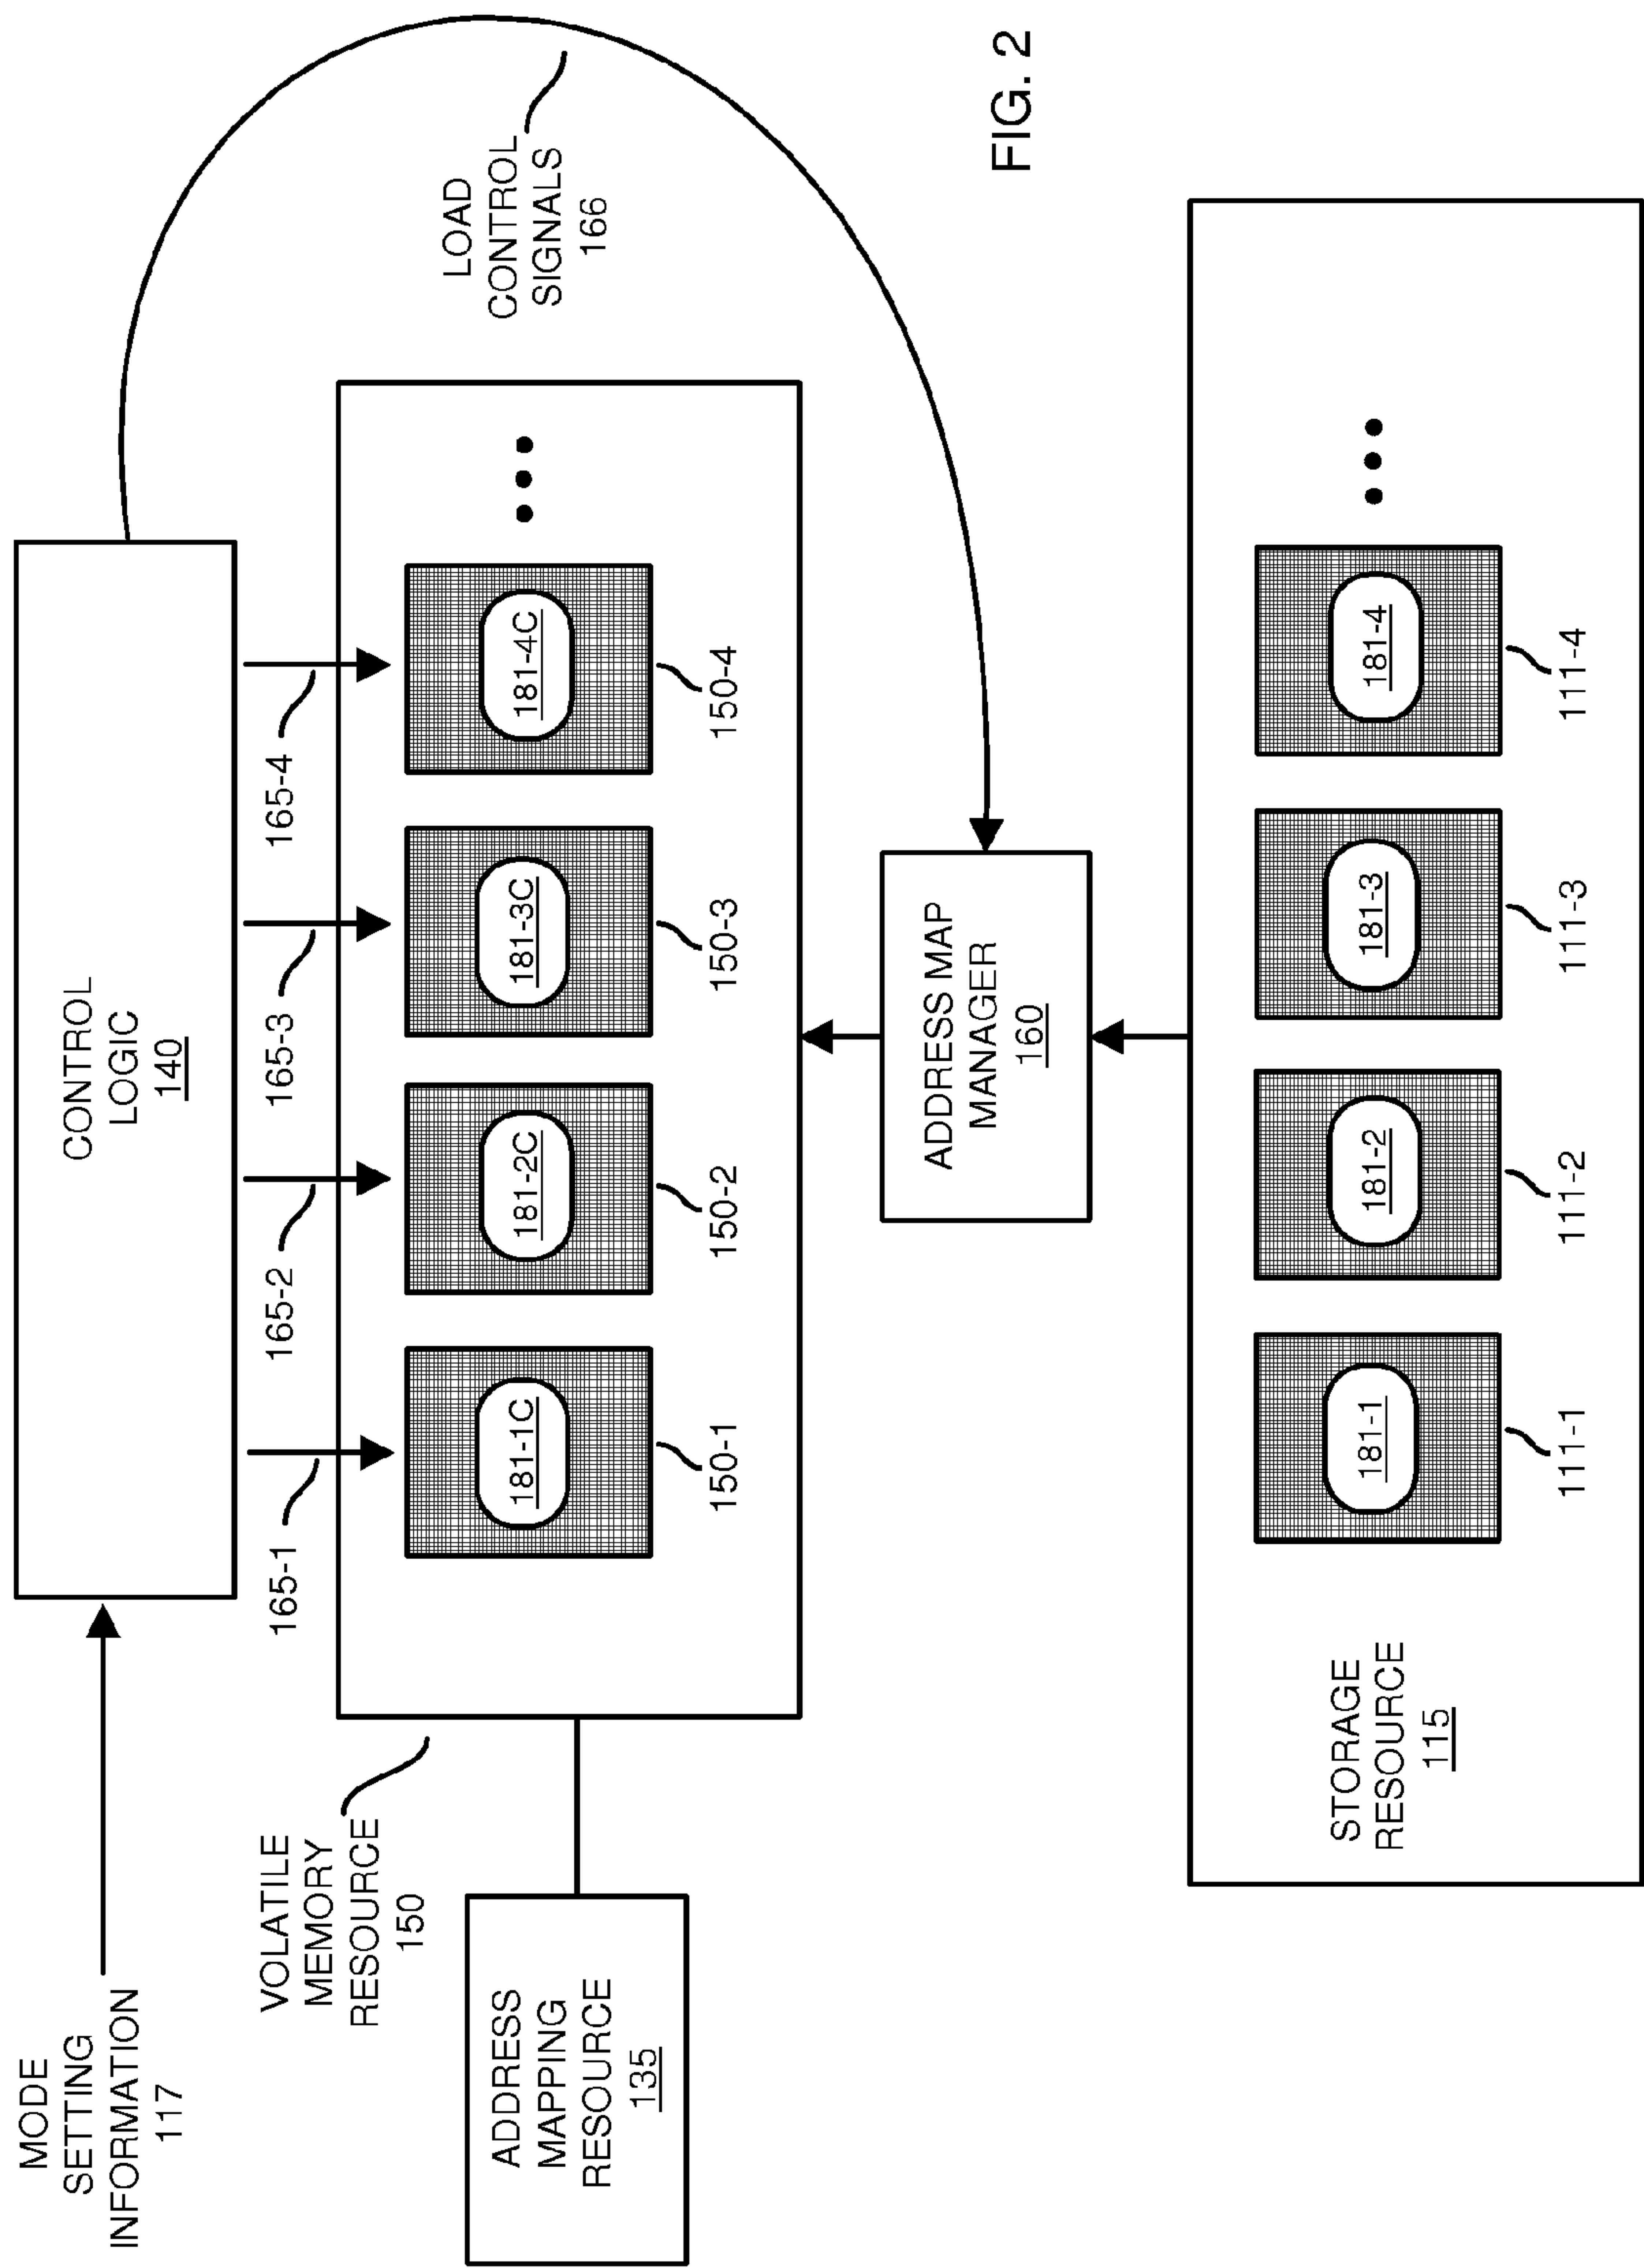 MODE
SETTING
INFORMATION
117
CONTROL
LOGIC
140
165-1
165-2
165-3
165-4
VOLATILE
MEMORY
RESOURCE
150
181-1C
181-2C
181-3C
181-4C
150-1
150-2
150-3
150-4
LOAD
CONTROL
SIGNALS
166
ADDRESS
MAPPING
RESOURCE
135
ADDRESS MAP
MANAGER
160
FIG. 2
STORAGE
RESOURCE
115
181-1
181-2
181-3
181-4
111-1
111-2
111-3
111-4